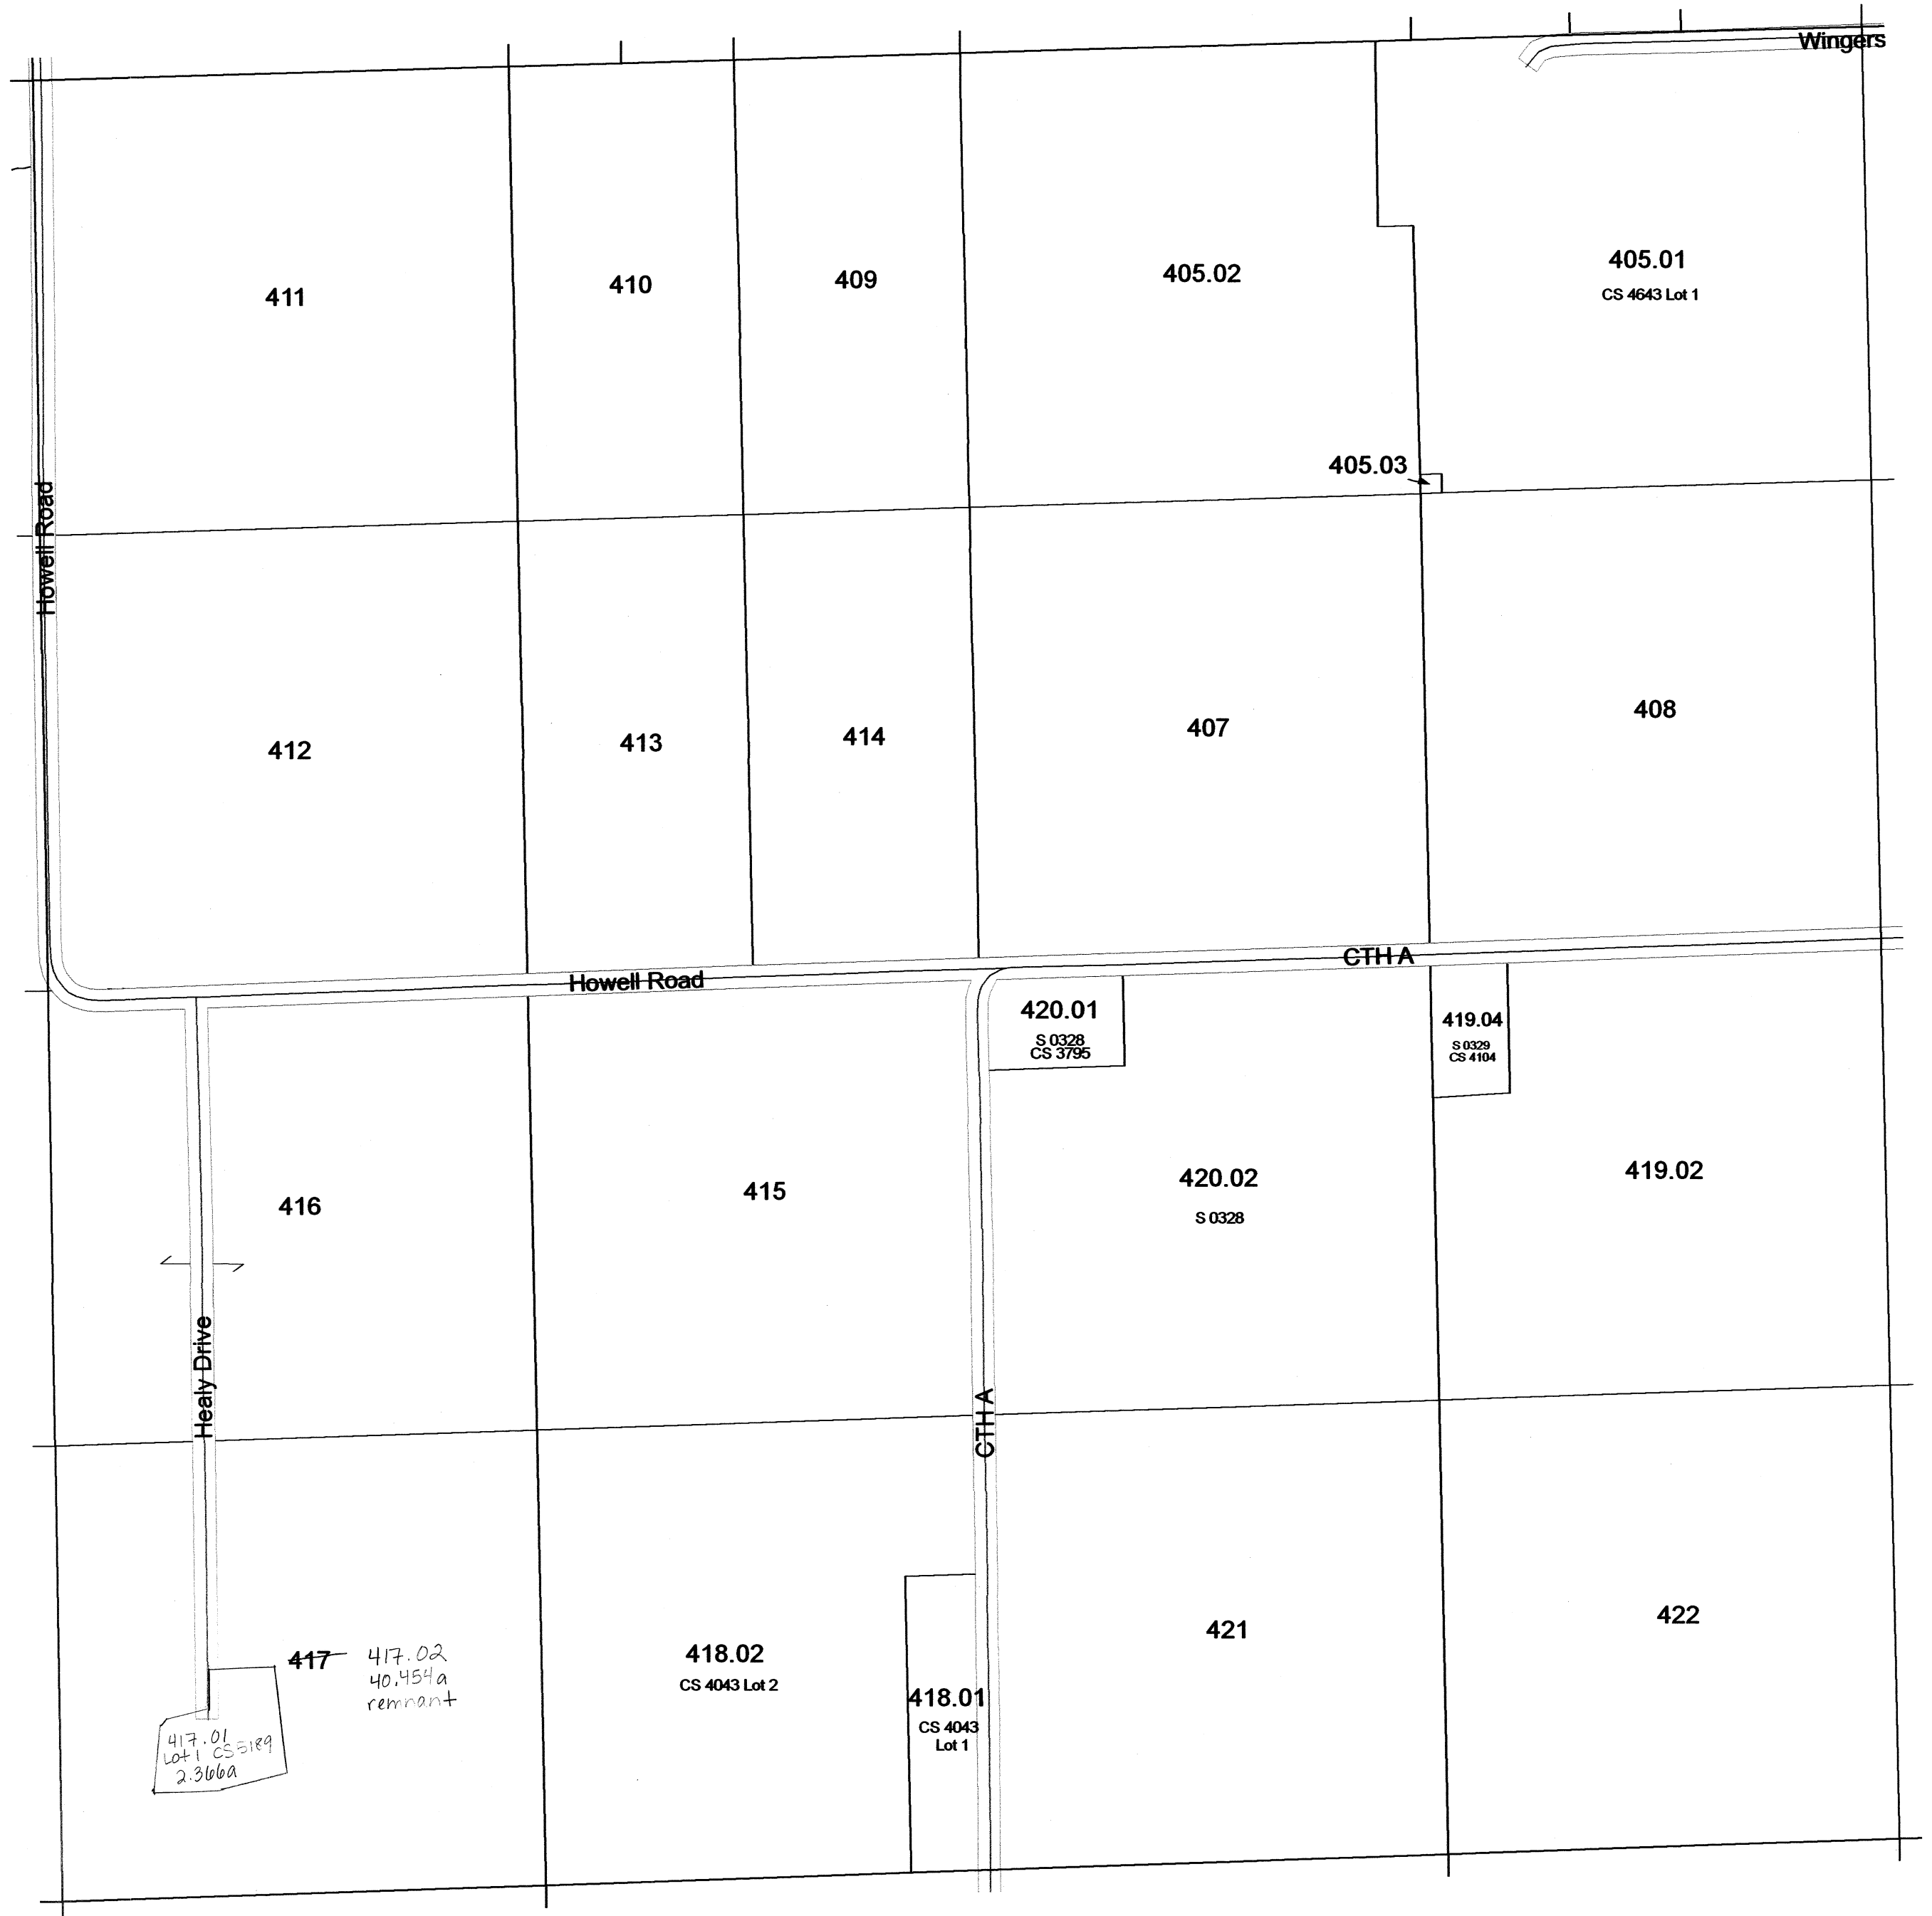 Wingers
411
410
409
405.02
405.01
CS 4643 Lot 1
405.03
Howell Road
412
413
414
407
408
Howell Road
CTH A
420.01
S 0328
CS 3795
419.04
S 0329
CS 4104
416
415
420.02
S 0328
419.02
Healy Drive
CTH A
417
417.02
40.454a
remnant
418.02
CS 4043 Lot 2
421
422
418.01
CS 4043
Lot 1
417.01
Lot 1 CS 5189
2.366a